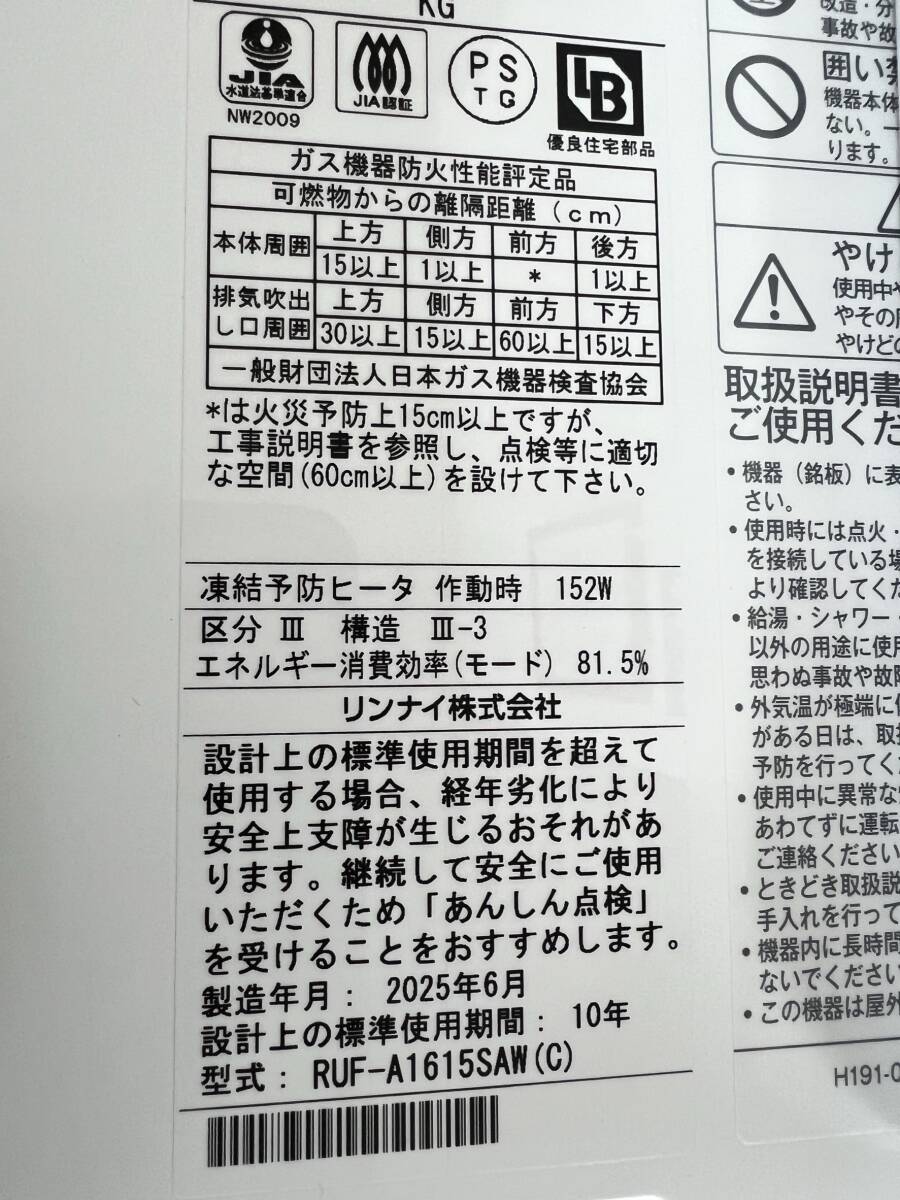 KG
JIA
水道法基準適合
NW2009
JIA認証
PS
TG
LB
優良住宅部品
ガス機器防火性能評定品
可燃物からの離隔距離(cm)
本体周囲 上方 側方 前方 後方
15以上 1以上 * 1以上
排気吹出し口周囲 上方 側方 前方 下方
30以上 15以上 60以上 15以上
一般財団法人日本ガス機器検査協会
*は火災予防上15cm以上ですが、
工事説明書を参照し、点検等に適切
な空間(60cm以上)を設けて下さい。
凍結予防ヒータ 作動時 152W
区分 Ⅲ 構造 Ⅲ-3
エネルギー消費効率(モード) 81.5%
リンナイ株式会社
設計上の標準使用期間を超えて
使用する場合、経年劣化により
安全上支障が生じるおそれがあ
ります。継続して安全にご使用
いただくため「あんしん点検」
を受けることをおすすめします。
製造年月: 2025年6月
設計上の標準使用期間: 10年
型式: RUF-A1615SAW(C)
改造・分
事故や故
囲い
機器本体
ない。一
ります。
やけ
使用中や
やその
やけどの
取扱説明書
ご使用くだ
・機器(銘板)に表
さい。
・使用時には点火・
を接続している場
より確認してくだ
・給湯・シャワー・
以外の用途に使用
思わぬ事故や故障
・外気温が極端に低
がある日は、取扱
予防を行ってくだ
・使用中に異常な
あわてずに運転
ご連絡ください
・ときどき取扱説
手入れを行って
・機器内に長時間
ないでください
・この機器は屋外
H191-0